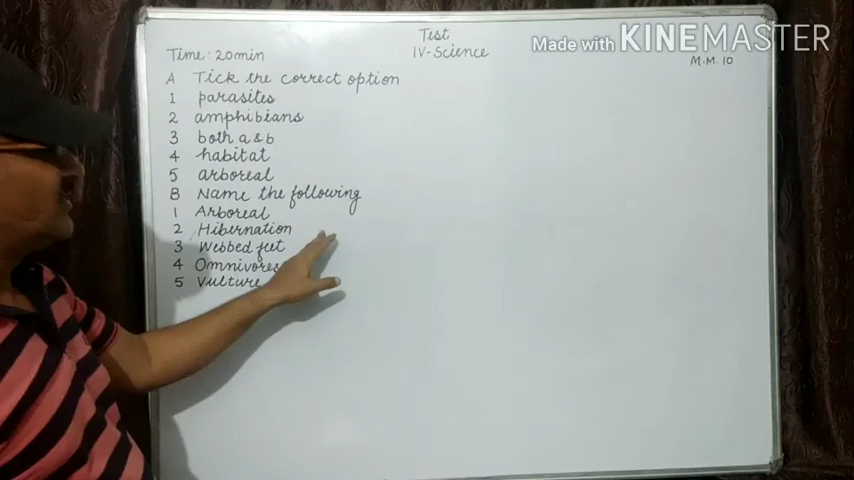 Test
IV-Science
Made with KINEMASTER
Time: 20min
M.M. 10
A Tick the correct option
1 parasites
2 amphibians
3 both a & b
4 habitat
5 arboreal
B Name the following
1 Arboreal
2 Hibernation
3 Webbed feet
4 Omnivores
5 Vulture